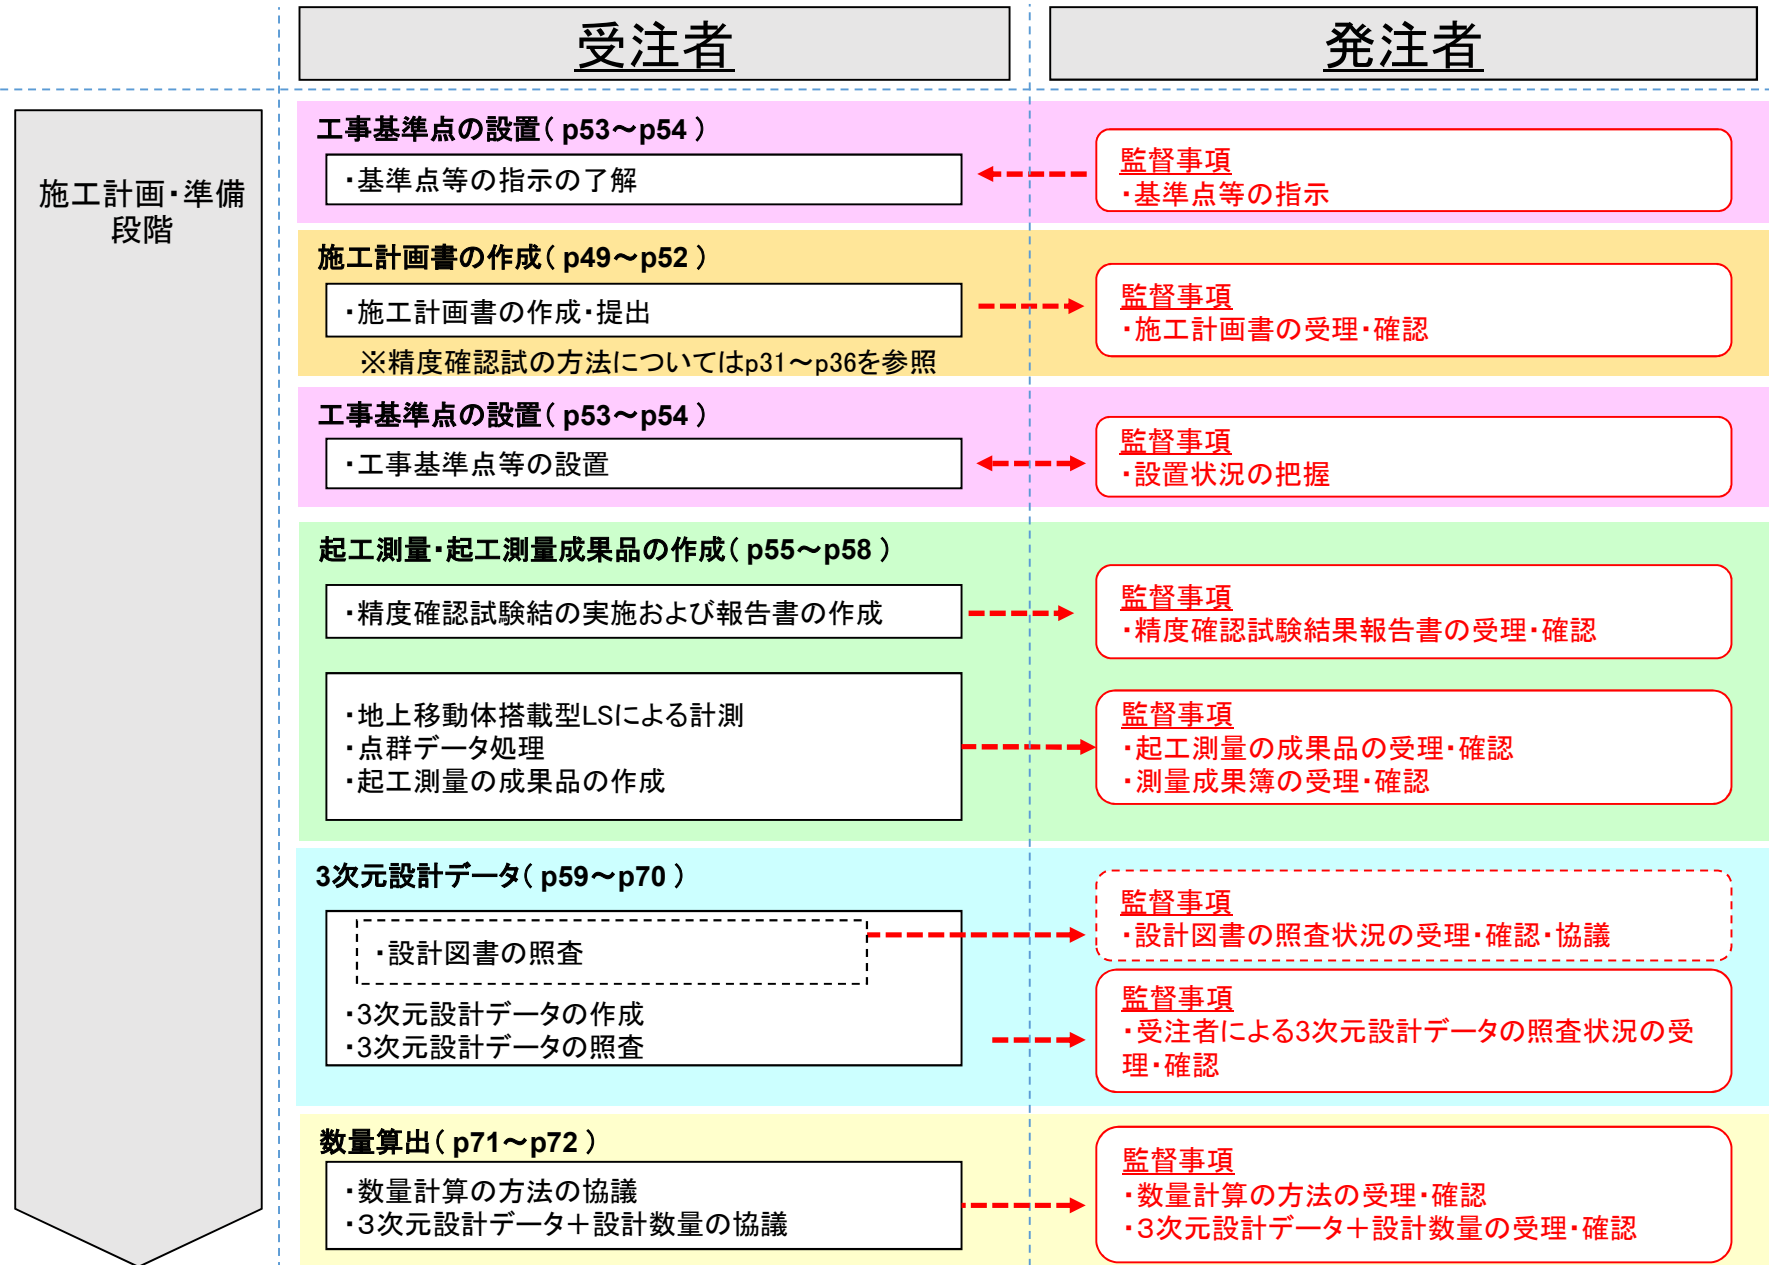 受注者
発注者
施工計画・準備
段階
工事基準点の設置( p53～p54 )
・基準点等の指示の了解
監督事項
・基準点等の指示
施工計画書の作成( p49～p52 )
・施工計画書の作成・提出
※精度確認試の方法についてはp31～p36を参照
監督事項
・施工計画書の受理・確認
工事基準点の設置( p53～p54 )
・工事基準点等の設置
監督事項
・設置状況の把握
起工測量・起工測量成果品の作成( p55～p58 )
・精度確認試験結の実施および報告書の作成
監督事項
・精度確認試験結果報告書の受理・確認
・地上移動体搭載型LSによる計測
・点群データ処理
・起工測量の成果品の作成
監督事項
・起工測量の成果品の受理・確認
・測量成果簿の受理・確認
3次元設計データ( p59～p70 )
・設計図書の照査
・3次元設計データの作成
・3次元設計データの照査
監督事項
・設計図書の照査状況の受理・確認・協議
監督事項
・受注者による3次元設計データの照査状況の受
理・確認
数量算出( p71～p72 )
・数量計算の方法の協議
・3次元設計データ＋設計数量の協議
監督事項
・数量計算の方法の受理・確認
・3次元設計データ＋設計数量の受理・確認